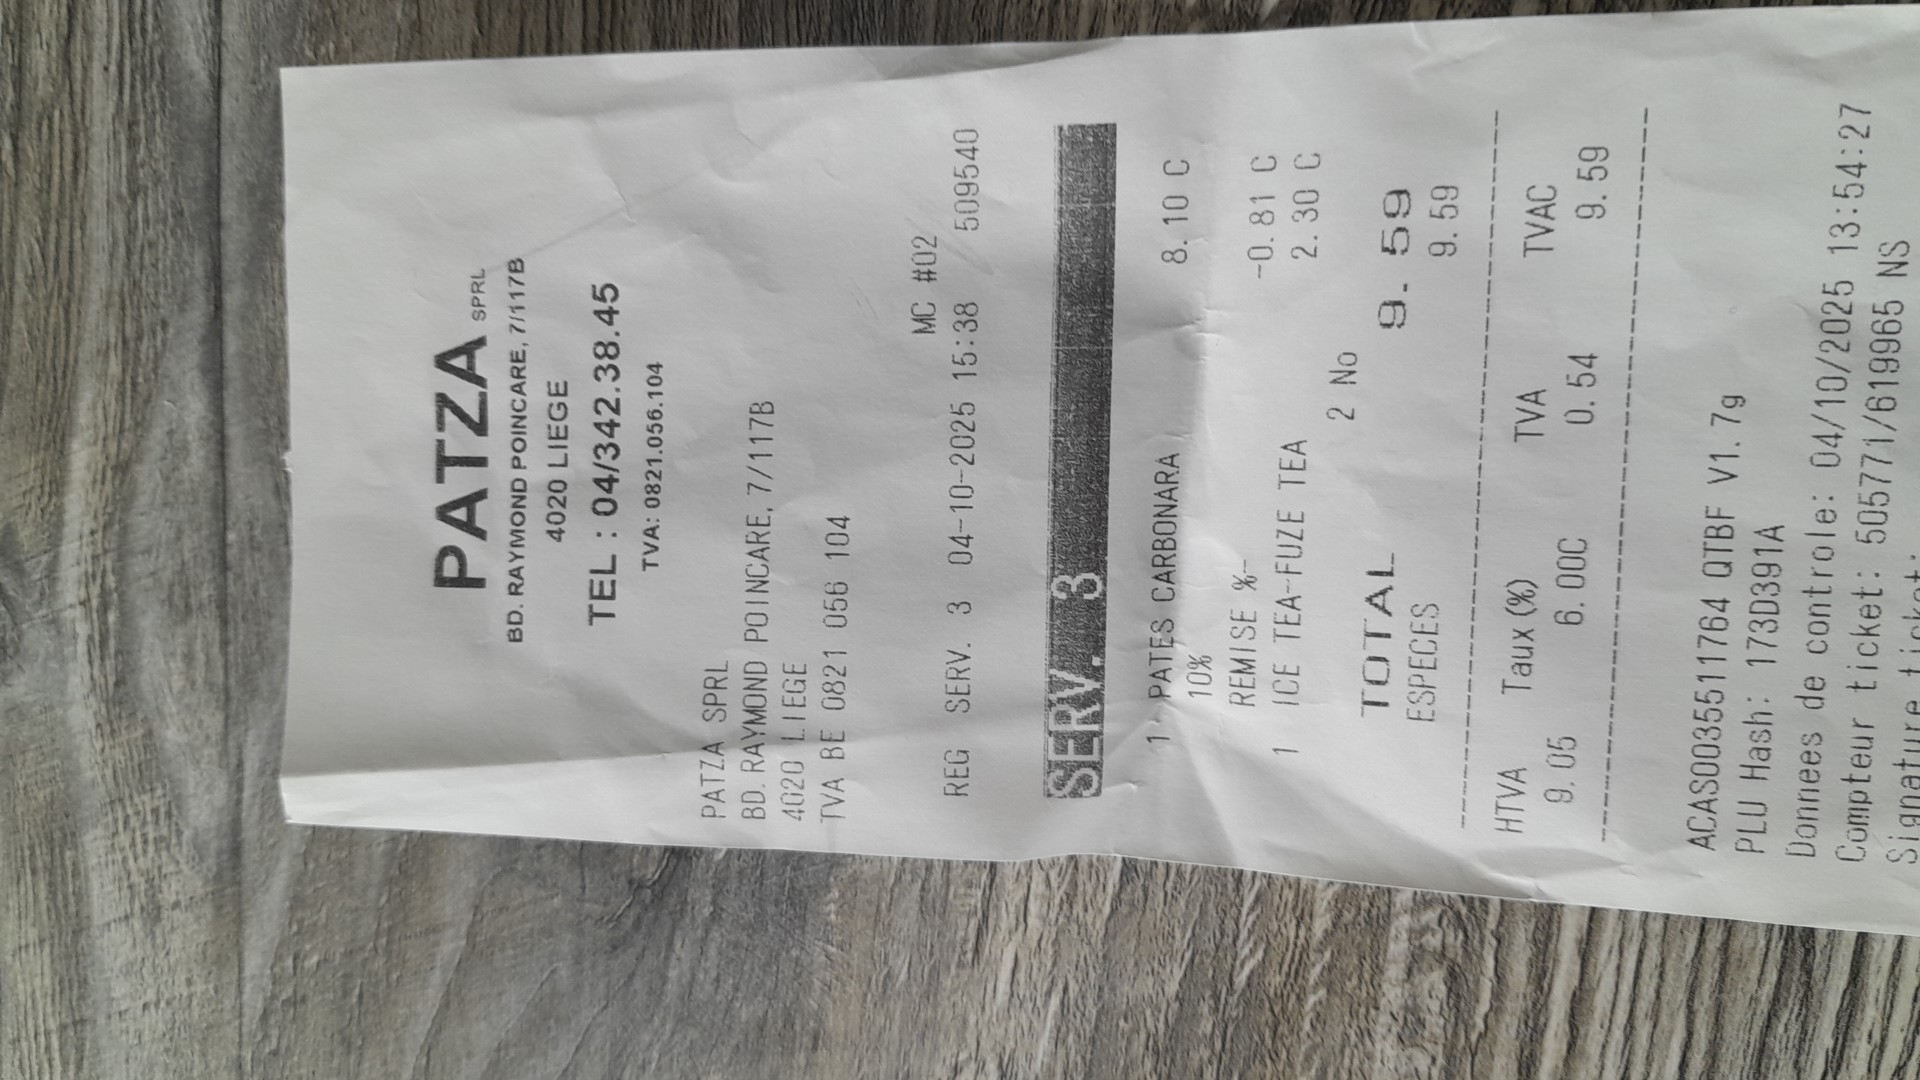 PATZA SPRL
BD. RAYMOND POINCARE, 7/117B
4020 LIEGE
TEL : 04/342.38.45
TVA: 0821.056.104
PATZA SPRL
BD. RAYMOND POINCARE, 7/117B
4020 LIEGE
TVA BE 0821 056 104
MC #02
REG SERV. 3 04-10-2025 15:38 509540
SERV. 3
1 PATES CARBONARA 8.10 C
10%
REMISE %- -0.81 C
1 ICE TEA-FUZE TEA 2.30 C
2 No
TOTAL 9.59
ESPECES 9.59
HTVA Taux(%) TVA TVAC
9.05 6.00C 0.54 9.59
ACAS0035511764 QTBF V1.7g
PLU Hash: 173D391A
Donnees de controle: 04/10/2025 13:54:27
Compteur ticket: 505771/619965 NS
Signature ticket: